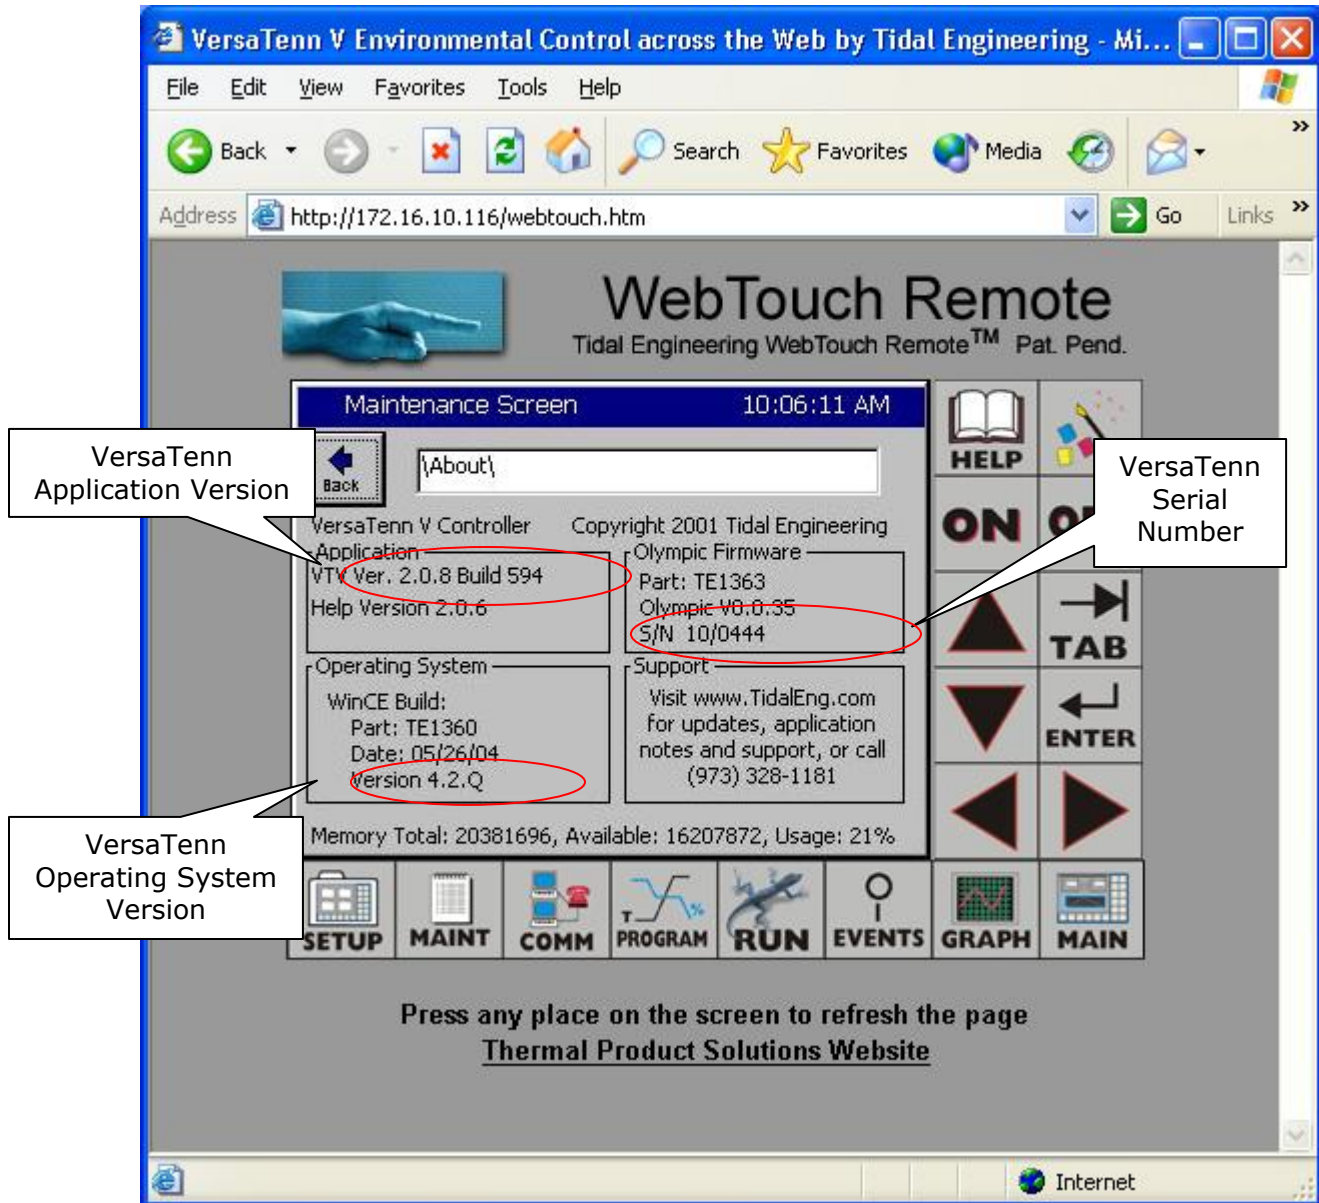 VersaTenn V Environmental Control across the Web by Tidal Engineering - Mi...
File Edit View Favorites Tools Help
Back Search Favorites Media
Address http://172.16.10.116/webtouch.htm Go Links
WebTouch Remote
Tidal Engineering WebTouch Remote™ Pat. Pend.
Maintenance Screen 10:06:11 AM
Back
\About\
HELP
VersaTenn
Application Version
VersaTenn
Serial
Number
VersaTenn V Controller Copyright 2001 Tidal Engineering
ON
Application
VTV Ver. 2.0.8 Build 594
Help Version 2.0.6
Olympic Firmware
Part: TE1363
Olympic V0.0.35
S/N 10/0444
TAB
Operating System
WinCE Build:
Part: TE1360
Date: 05/26/04
Version 4.2.Q
Support
Visit www.TidalEng.com
for updates, application
notes and support, or call
(973) 328-1181
ENTER
VersaTenn
Operating System
Version
Memory Total: 20381696, Available: 16207872, Usage: 21%
SETUP MAINT COMM T % PROGRAM RUN EVENTS GRAPH MAIN
Press any place on the screen to refresh the page
Thermal Product Solutions Website
Internet